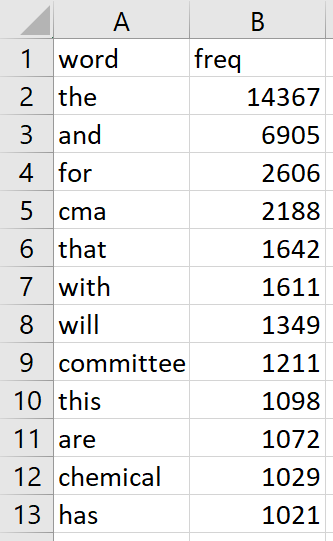 A B
1 word freq
2 the 14367
3 and 6905
4 for 2606
5 cma 2188
6 that 1642
7 with 1611
8 will 1349
9 committee 1211
10 this 1098
11 are 1072
12 chemical 1029
13 has 1021